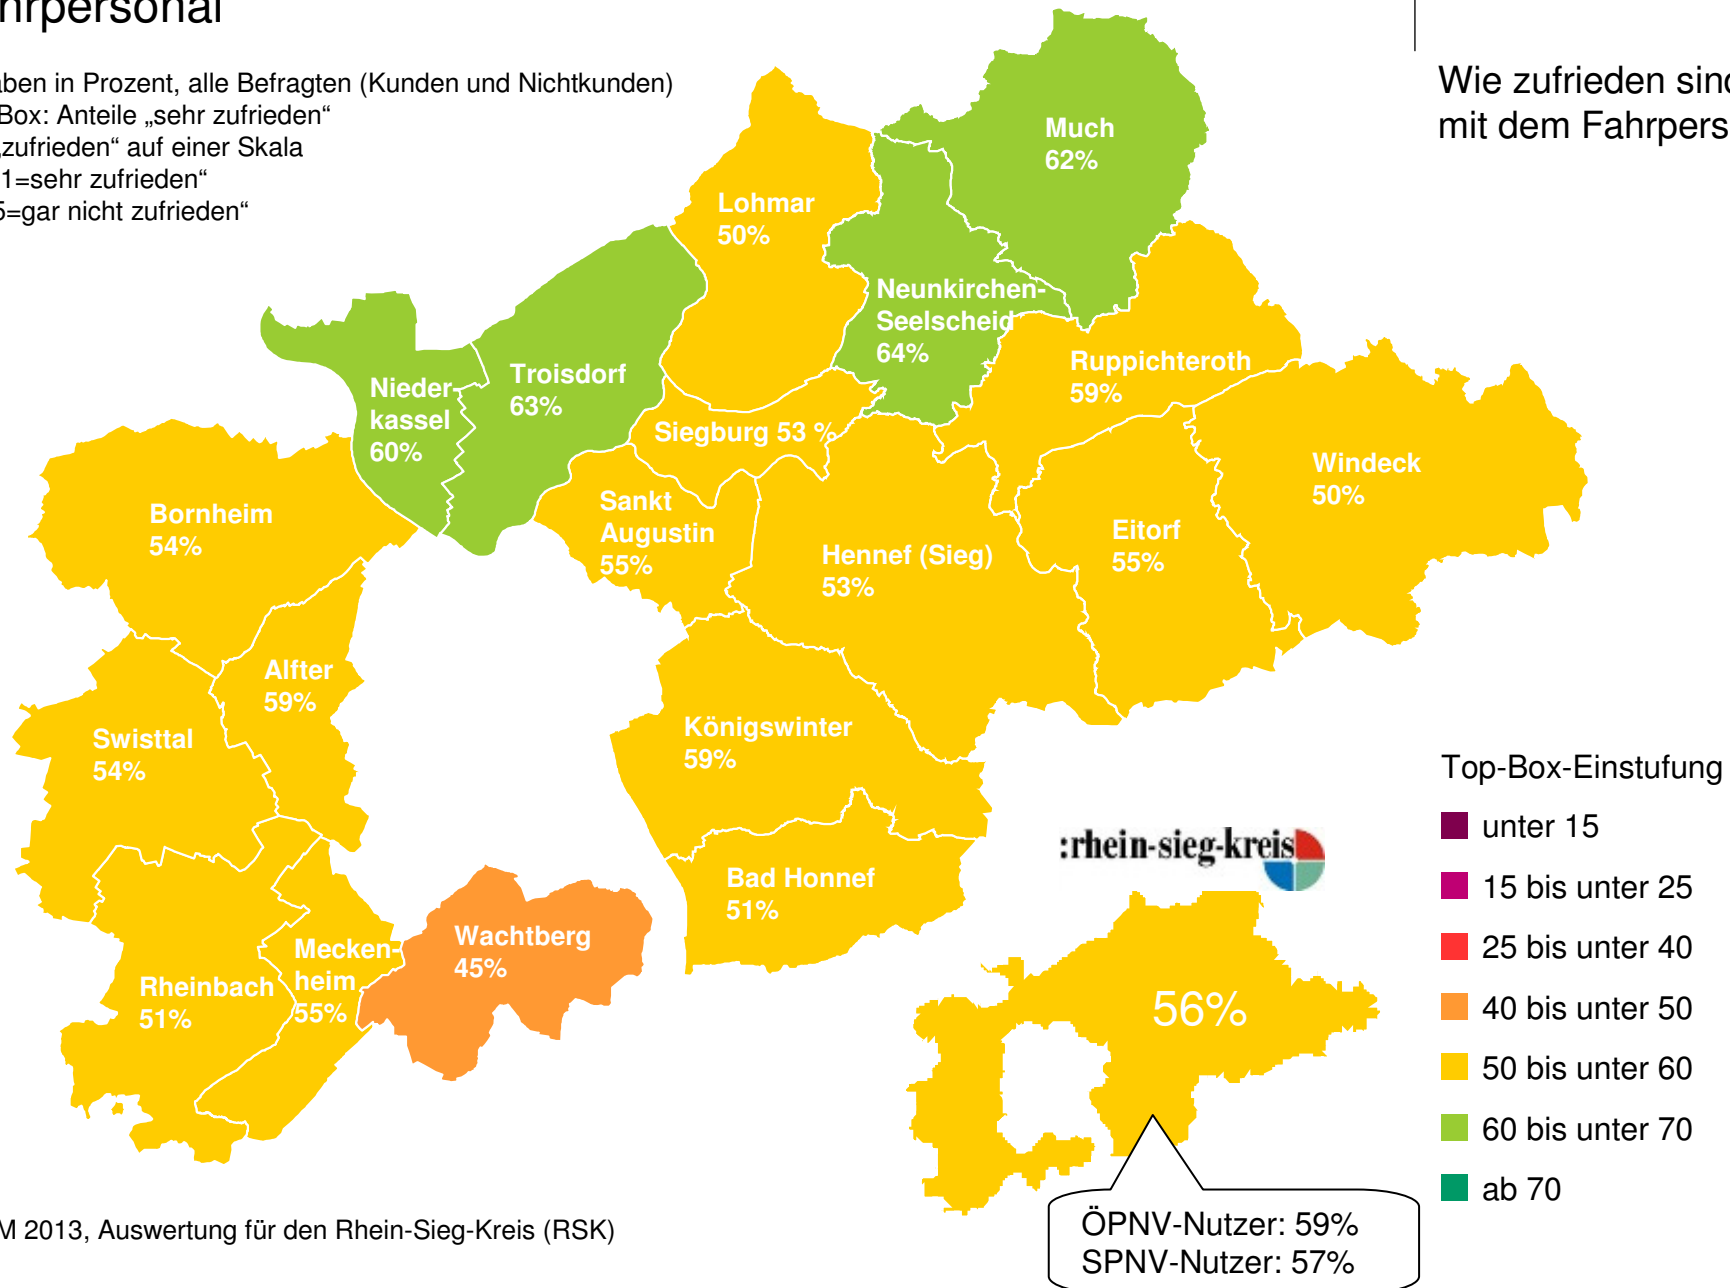 hrpersonal
aben in Prozent, alle Befragten (Kunden und Nichtkunden)
Box: Anteile „sehr zufrieden“
„zufrieden“ auf einer Skala
1=sehr zufrieden“
5=gar nicht zufrieden“
Wie zufrieden sind
mit dem Fahrpers
Much
62%
Lohmar
50%
Neunkirchen-
Seelscheid
64%
Ruppichteroth
59%
Troisdorf
63%
Nieder-
kassel
60%
Siegburg 53 %
Windeck
50%
Sankt
Augustin
55%
Bornheim
54%
Eitorf
55%
Hennef (Sieg)
53%
Alfter
59%
Swisttal
54%
Königswinter
59%
Bad Honnef
51%
Wachtberg
45%
Mecken-
heim
55%
Rheinbach
51%
:rhein-sieg-kreis
56%
ÖPNV-Nutzer: 59%
SPNV-Nutzer: 57%
Top-Box-Einstufung
unter 15
15 bis unter 25
25 bis unter 40
40 bis unter 50
50 bis unter 60
60 bis unter 70
ab 70
M 2013, Auswertung für den Rhein-Sieg-Kreis (RSK)